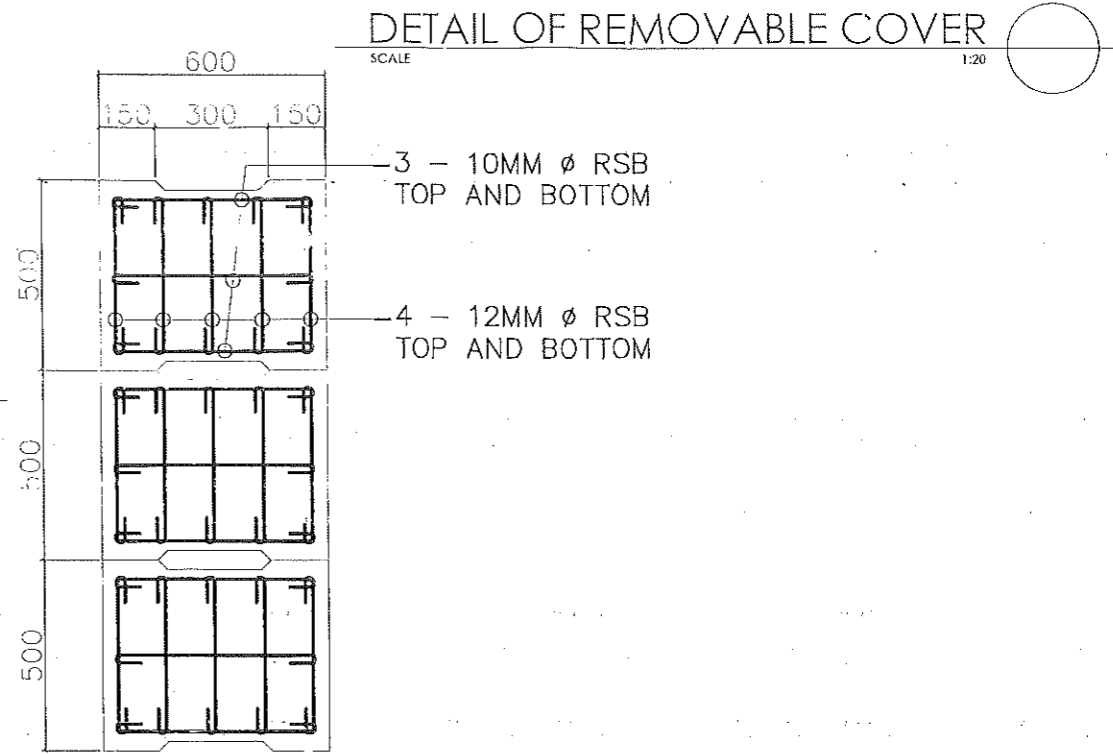 DETAIL OF REMOVABLE COVER
SCALE 1:20
600
150 300 150
3 - 10MM Ø RSB
TOP AND BOTTOM
500
4 - 12MM Ø RSB
TOP AND BOTTOM
500
500